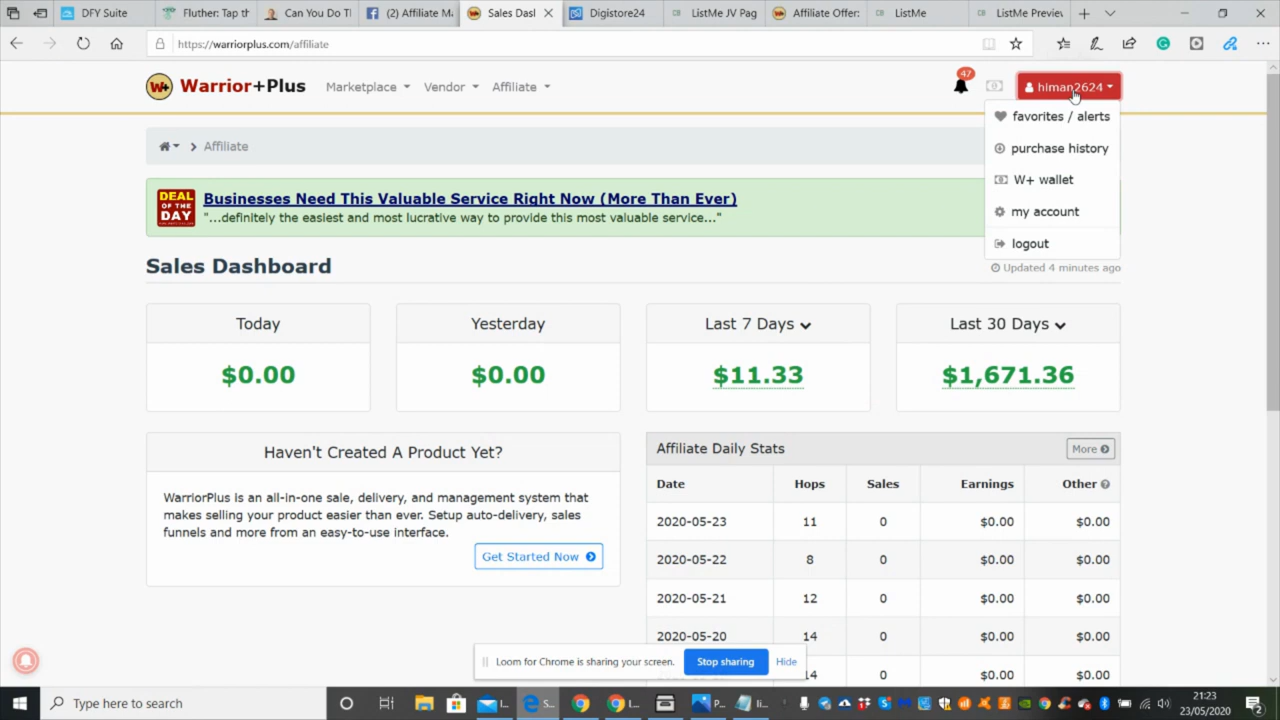 DFY Suite
Fluther: Tap th
Can You Do Tl
(2) Affiliate M
Sales Dasl
Digistore24
ListMe JV Pag
Affiliate Offer:
ListMe
ListMe Preview
https://warriorplus.com/affiliate
Warrior+Plus
Marketplace
Vendor
Affiliate
47
himan2624
favorites / alerts
purchase history
W+ wallet
my account
logout
Affiliate
DEAL OF THE DAY
Businesses Need This Valuable Service Right Now (More Than Ever)
"...definitely the easiest and most lucrative way to provide this most valuable service..."
Sales Dashboard
Updated 4 minutes ago
Today
Yesterday
Last 7 Days
Last 30 Days
$0.00
$0.00
$11.33
$1,671.36
Haven't Created A Product Yet?
WarriorPlus is an all-in-one sale, delivery, and management system that
makes selling your product easier than ever. Setup auto-delivery, sales
funnels and more from an easy-to-use interface.
Get Started Now
Affiliate Daily Stats
More
Date Hops Sales Earnings Other
2020-05-23 11 0 $0.00 $0.00
2020-05-22 8 0 $0.00 $0.00
2020-05-21 12 0 $0.00 $0.00
2020-05-20 14 0 $0.00 $0.00
14 0 $0.00 $0.00
Loom for Chrome is sharing your screen.
Stop sharing
Hide
Type here to search
21:23
23/05/2020
2